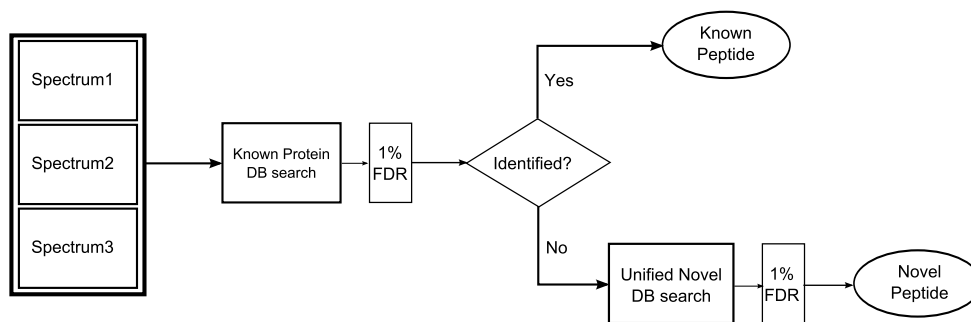 Spectrum1
Spectrum2
Spectrum3
Known Protein
DB search
1%
FDR
Identified?
Yes
Known
Peptide
No
Unified Novel
DB search
1%
FDR
Novel
Peptide